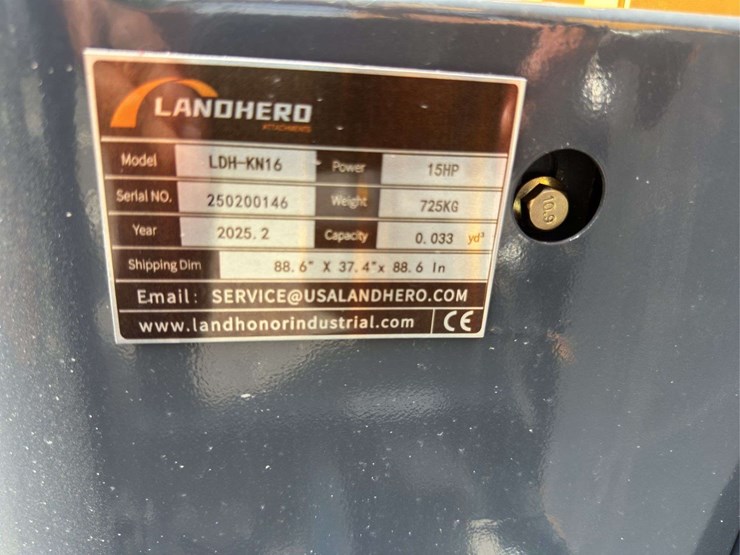 LANDHERO
ATTACHMENTS
Model LDH-KN16 Power 15HP
Serial NO. 250200146 Weight 725KG
Year 2025.2 Capacity 0.033 yd³
Shipping Dim 88.6" X 37.4"x 88.6 In
Email: SERVICE@USALANDHERO.COM
www.landhonorindustrial.com CE
10.9